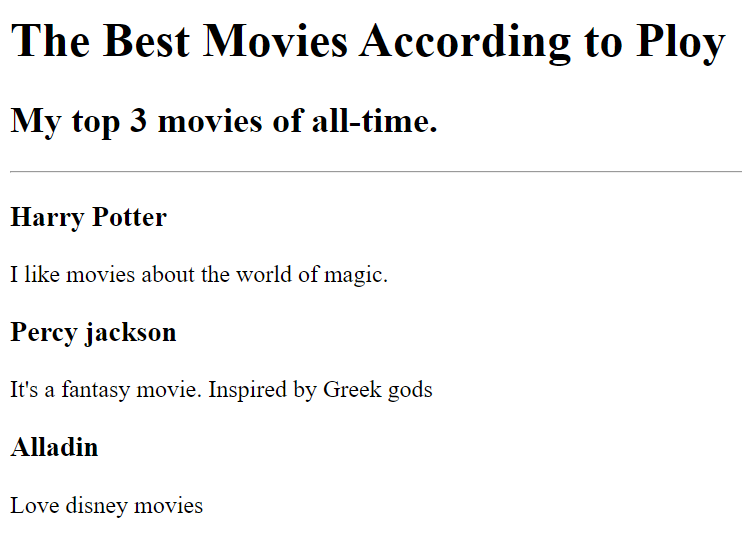 The Best Movies According to Ploy
My top 3 movies of all-time.
Harry Potter
I like movies about the world of magic.
Percy jackson
It's a fantasy movie. Inspired by Greek gods
Alladin
Love disney movies